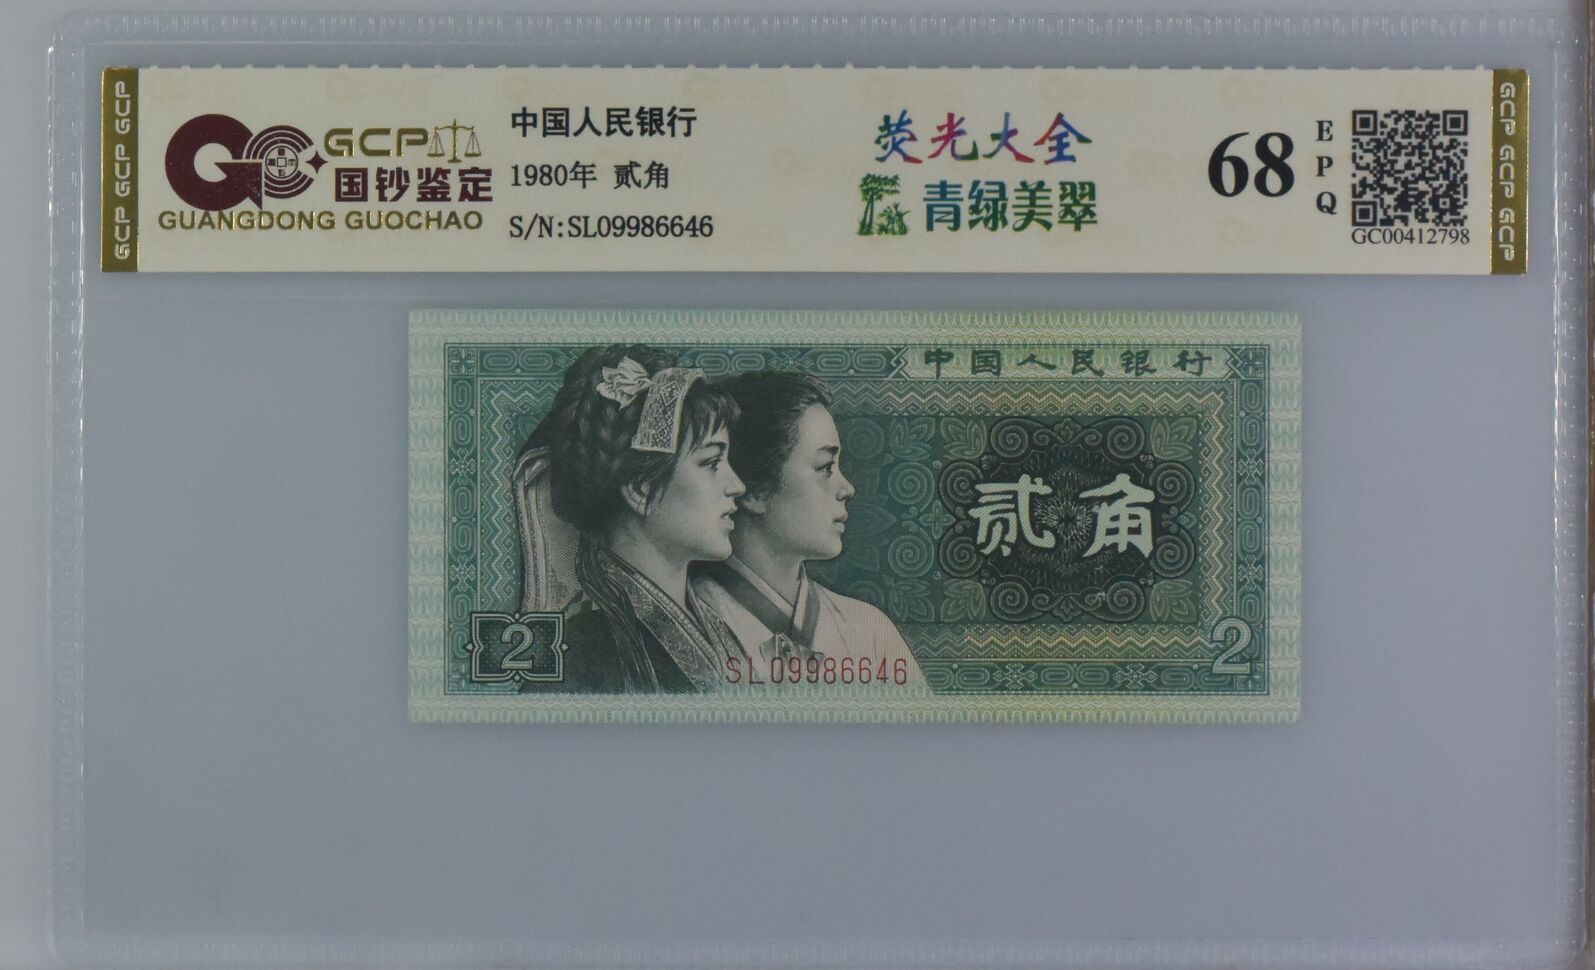 GCP GCP GCP
GCP
国钞鉴定
GUANGDONG GUOCHAO
中国人民银行
1980年 贰角
S/N:SL09986646
荧光大全
青绿美翠
68
EPQ
GC00412798
GCP GCP GCP
中国人民银行
贰角
2
2
SL09986646